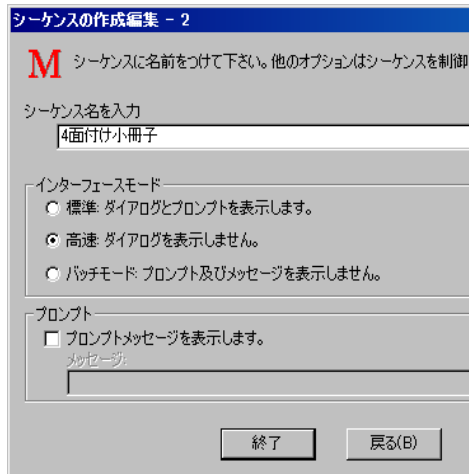 シーケンスの作成編集 - 2
M シーケンスに名前をつけて下さい。他のオプションはシーケンスを制御
シーケンス名を入力
4面付け小冊子
インターフェースモード
標準: ダイアログとプロンプトを表示します。
高速: ダイアログを表示しません。
バッチモード: プロンプト及びメッセージを表示しません。
プロンプト
プロンプトメッセージを表示します。
メッセージ:
終了 戻る(B)